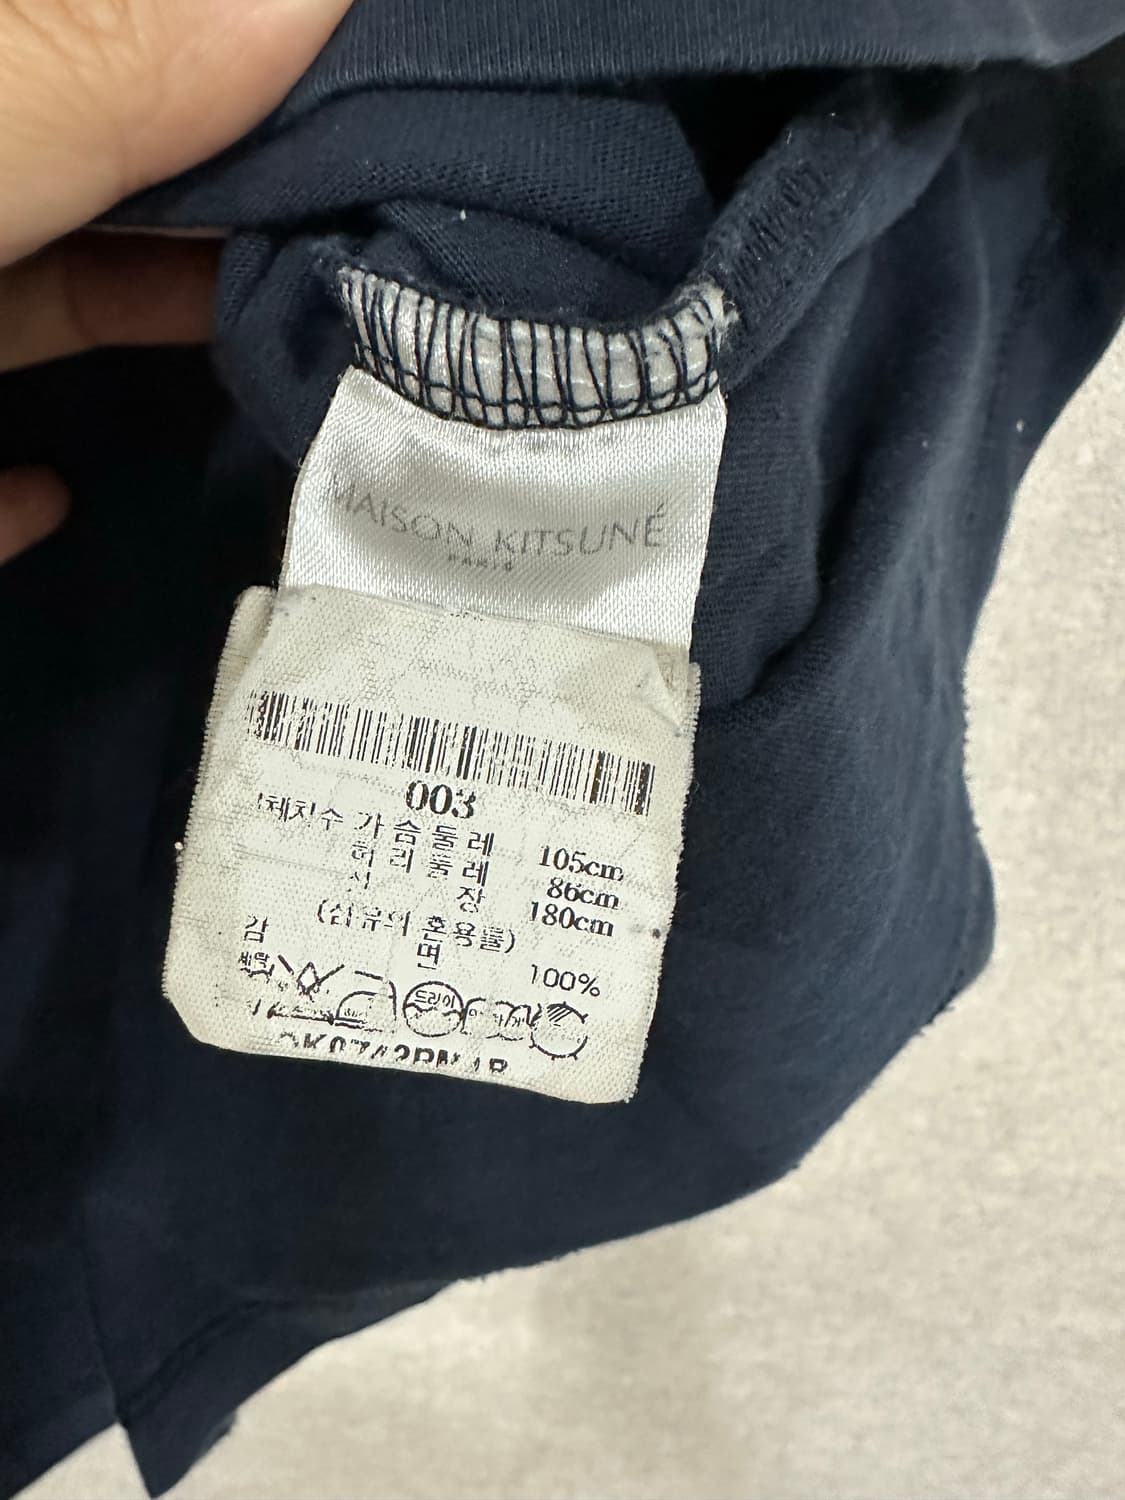 MAISON KITSUNÉ
PARIS
003
체치수 가슴둘레 105cm
허리둘레 86cm
신장 180cm
(섬유의 혼용률)
감 면 100%
드라이